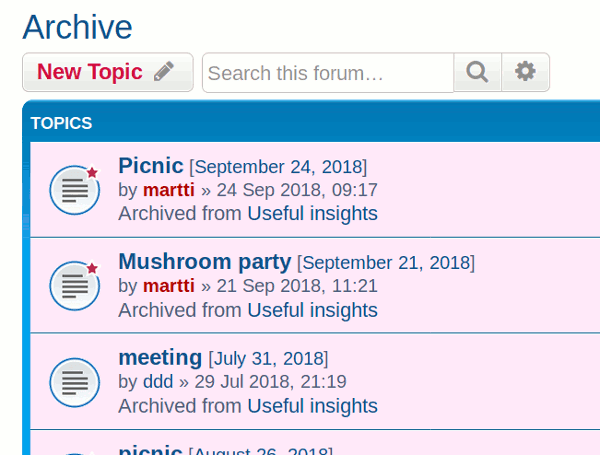 Archive
New Topic
Search this forum…
TOPICS
Picnic [September 24, 2018]
by martti » 24 Sep 2018, 09:17
Archived from Useful insights
Mushroom party [September 21, 2018]
by martti » 21 Sep 2018, 11:21
Archived from Useful insights
meeting [July 31, 2018]
by ddd » 29 Jul 2018, 21:19
Archived from Useful insights
picnic [August 26, 2018]